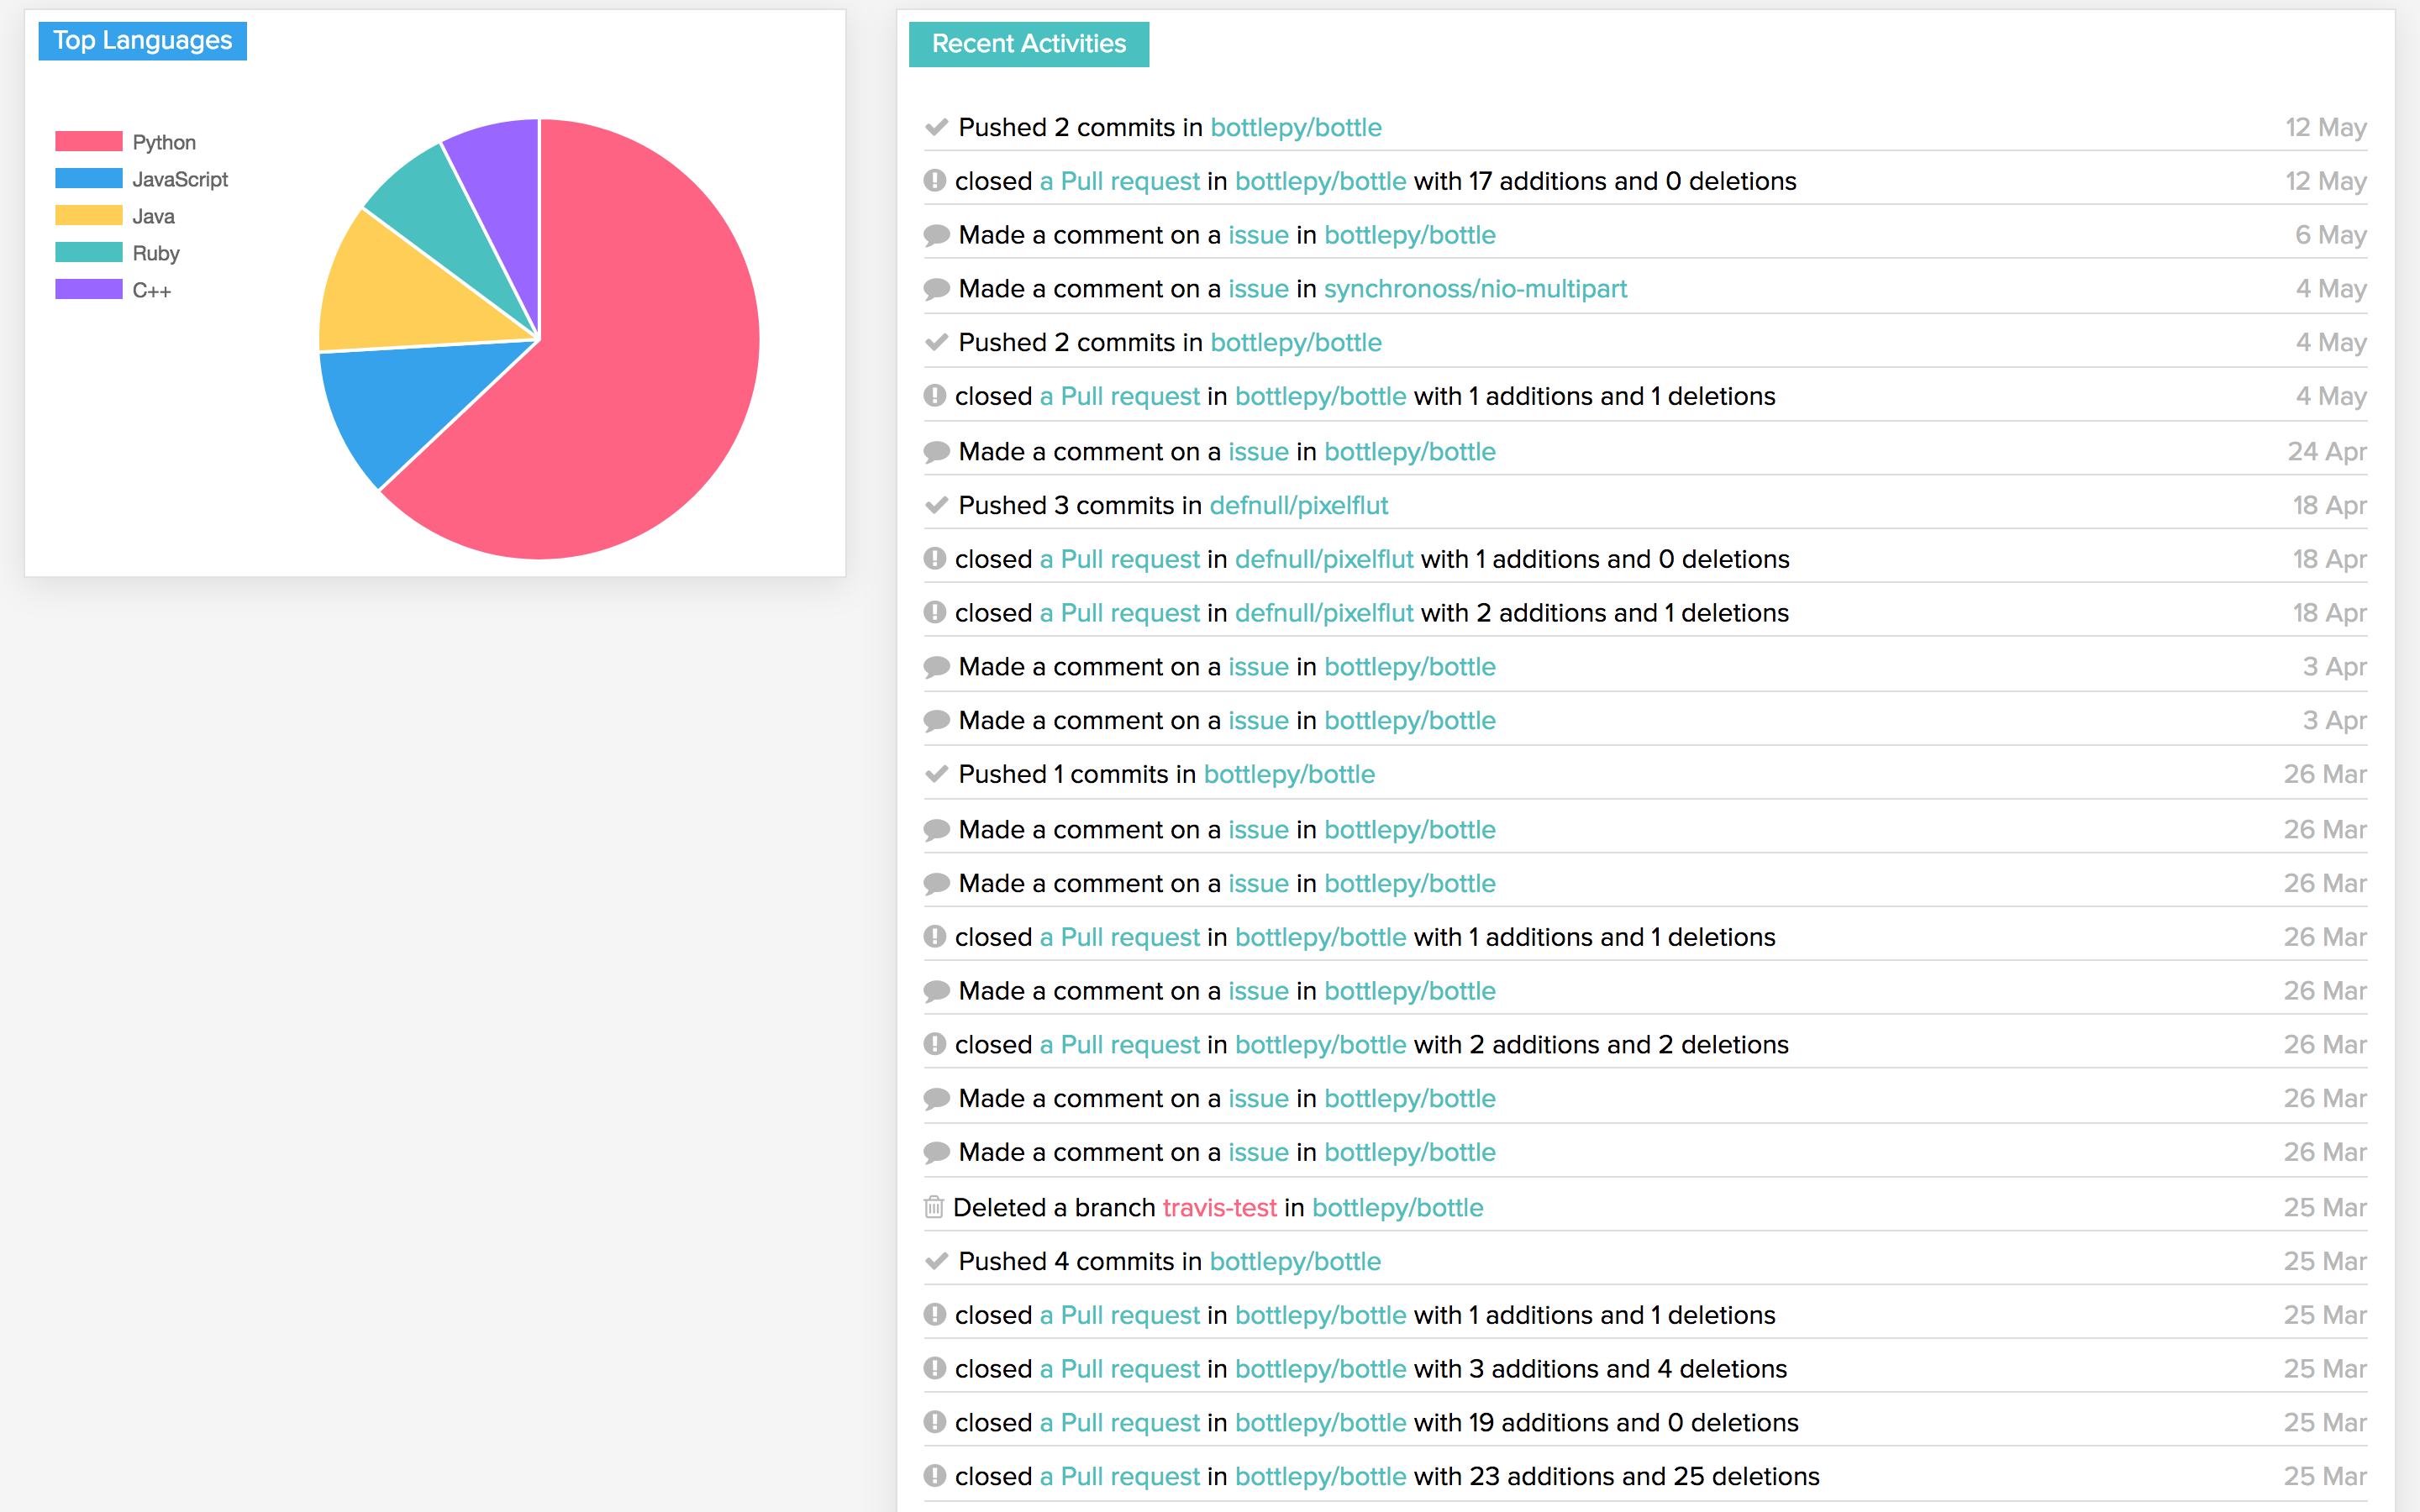 Top Languages
Python
JavaScript
Java
Ruby
C++
Recent Activities
Pushed 2 commits in bottlepy/bottle 12 May
closed a Pull request in bottlepy/bottle with 17 additions and 0 deletions 12 May
Made a comment on a issue in bottlepy/bottle 6 May
Made a comment on a issue in synchronoss/nio-multipart 4 May
Pushed 2 commits in bottlepy/bottle 4 May
closed a Pull request in bottlepy/bottle with 1 additions and 1 deletions 4 May
Made a comment on a issue in bottlepy/bottle 24 Apr
Pushed 3 commits in defnull/pixelflut 18 Apr
closed a Pull request in defnull/pixelflut with 1 additions and 0 deletions 18 Apr
closed a Pull request in defnull/pixelflut with 2 additions and 1 deletions 18 Apr
Made a comment on a issue in bottlepy/bottle 3 Apr
Made a comment on a issue in bottlepy/bottle 3 Apr
Pushed 1 commits in bottlepy/bottle 26 Mar
Made a comment on a issue in bottlepy/bottle 26 Mar
Made a comment on a issue in bottlepy/bottle 26 Mar
closed a Pull request in bottlepy/bottle with 1 additions and 1 deletions 26 Mar
Made a comment on a issue in bottlepy/bottle 26 Mar
closed a Pull request in bottlepy/bottle with 2 additions and 2 deletions 26 Mar
Made a comment on a issue in bottlepy/bottle 26 Mar
Made a comment on a issue in bottlepy/bottle 26 Mar
Deleted a branch travis-test in bottlepy/bottle 25 Mar
Pushed 4 commits in bottlepy/bottle 25 Mar
closed a Pull request in bottlepy/bottle with 1 additions and 1 deletions 25 Mar
closed a Pull request in bottlepy/bottle with 3 additions and 4 deletions 25 Mar
closed a Pull request in bottlepy/bottle with 19 additions and 0 deletions 25 Mar
closed a Pull request in bottlepy/bottle with 23 additions and 25 deletions 25 Mar